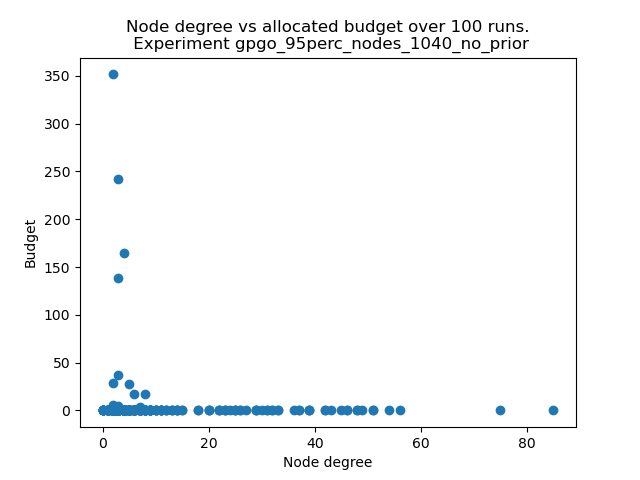 Node degree vs allocated budget over 100 runs.
Experiment gpgo_95perc_nodes_1040_no_prior
350
300
250
200
150
100
50
0
Budget
0 20 40 60 80
Node degree